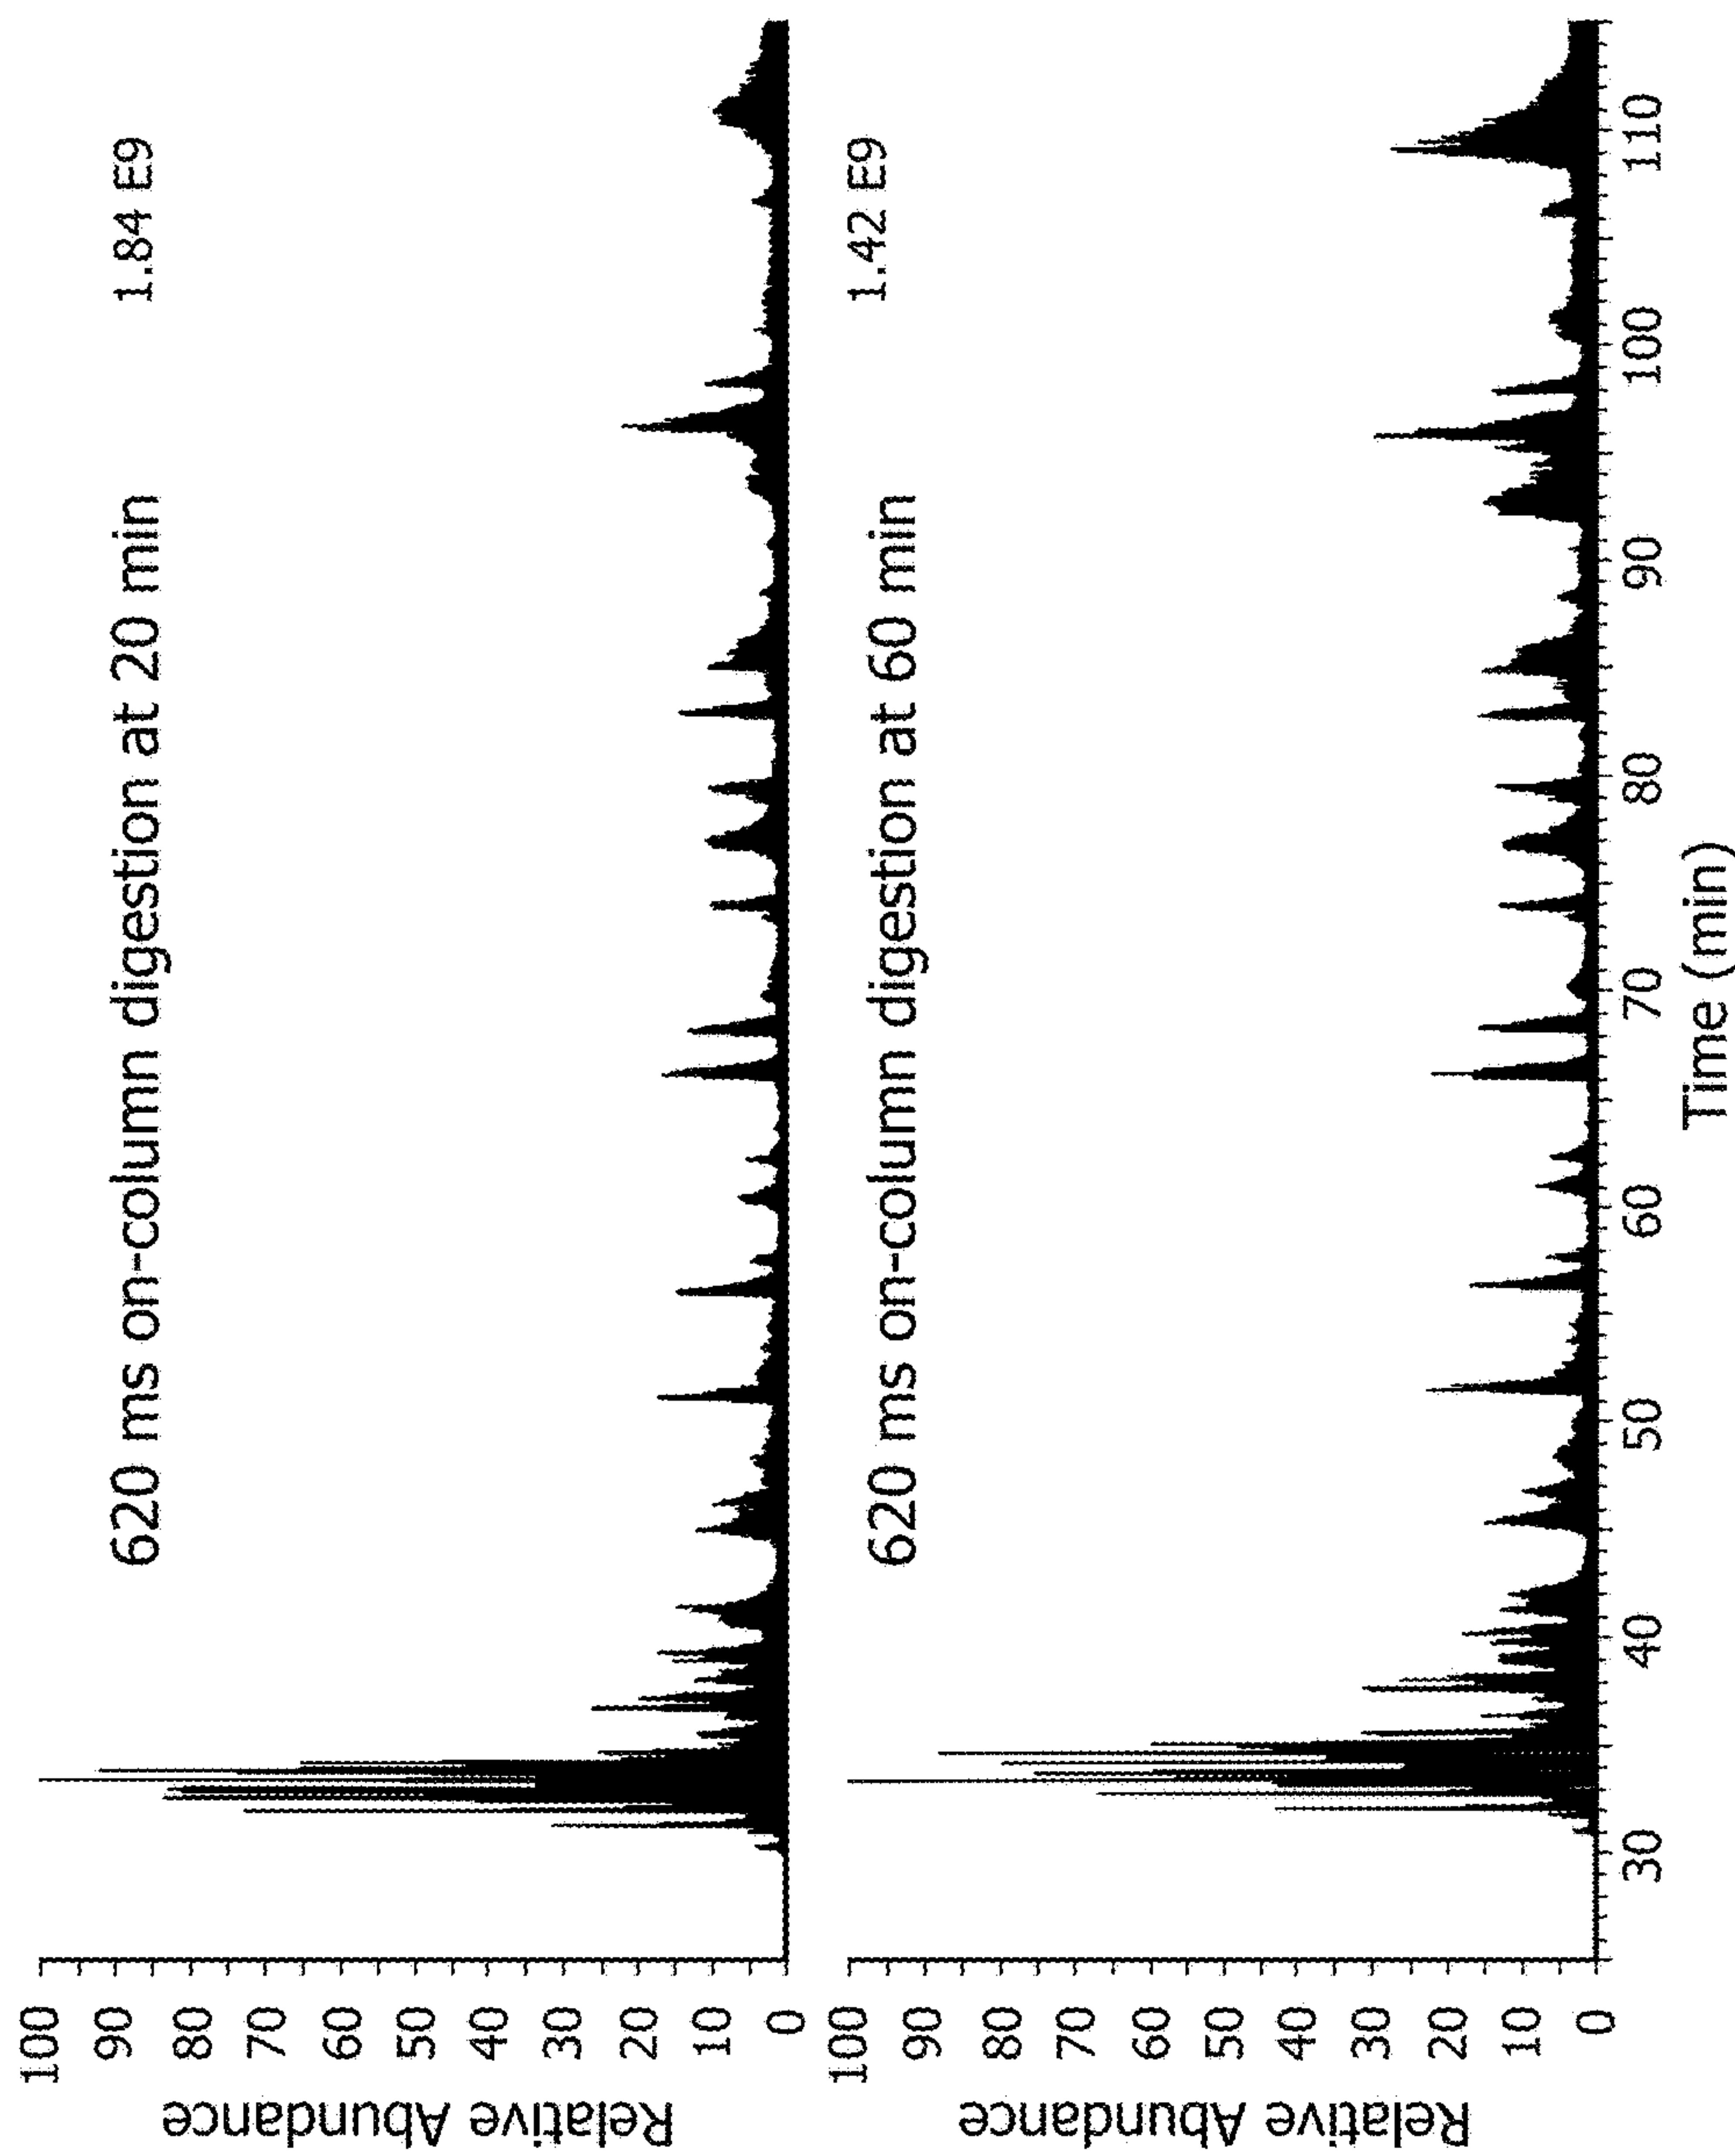 620 ms on-column digestion at 20 min
1.84 E9
Relative Abundance
100
90
80
70
60
50
40
30
20
10
0
620 ms on-column digestion at 60 min
1.42 E9
Relative Abundance
100
90
80
70
60
50
40
30
20
10
0
30 40 50 60 70 80 90 100 110
Time (min)